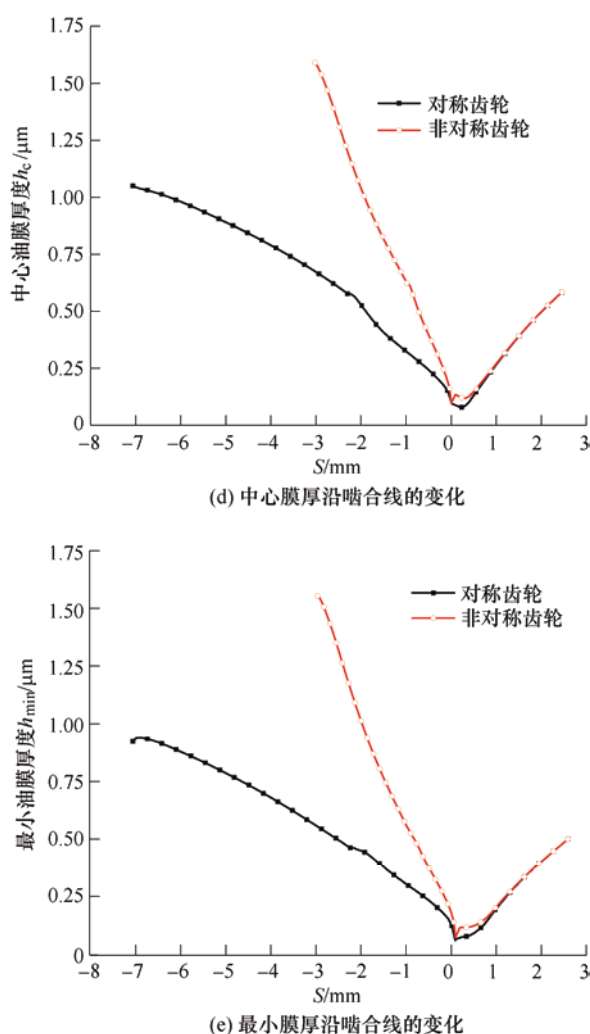 1.75
1.50
1.25
1.00
0.75
0.50
0.25
0
中心油膜厚度hc/μm
对称齿轮
非对称齿轮
−8 −7 −6 −5 −4 −3 −2 −1 0 1 2 3
S/mm
(d) 中心膜厚沿啮合线的变化
1.75
1.50
1.25
1.00
0.75
0.50
0.25
0
最小油膜厚度hmin/μm
对称齿轮
非对称齿轮
−8 −7 −6 −5 −4 −3 −2 −1 0 1 2 3
S/mm
(e) 最小膜厚沿啮合线的变化